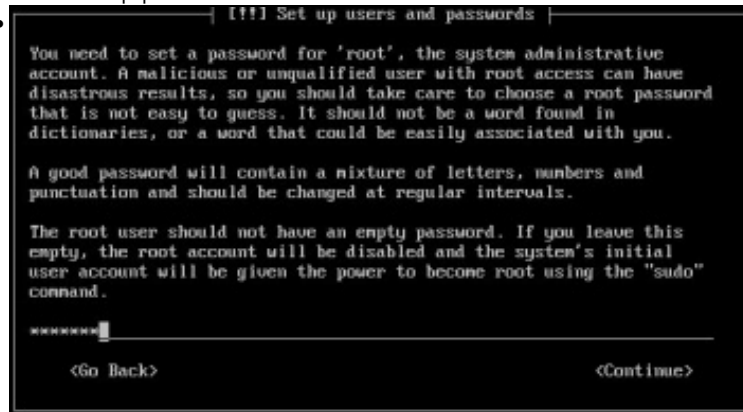 [!!] Set up users and passwords
You need to set a password for 'root', the system administrative
account. A malicious or unqualified user with root access can have
disastrous results, so you should take care to choose a root password
that is not easy to guess. It should not be a word found in
dictionaries, or a word that could be easily associated with you.
A good password will contain a mixture of letters, numbers and
punctuation and should be changed at regular intervals.
The root user should not have an empty password. If you leave this
empty, the root account will be disabled and the system's initial
user account will be given the power to become root using the "sudo"
command.
*******
<Go Back> <Continue>